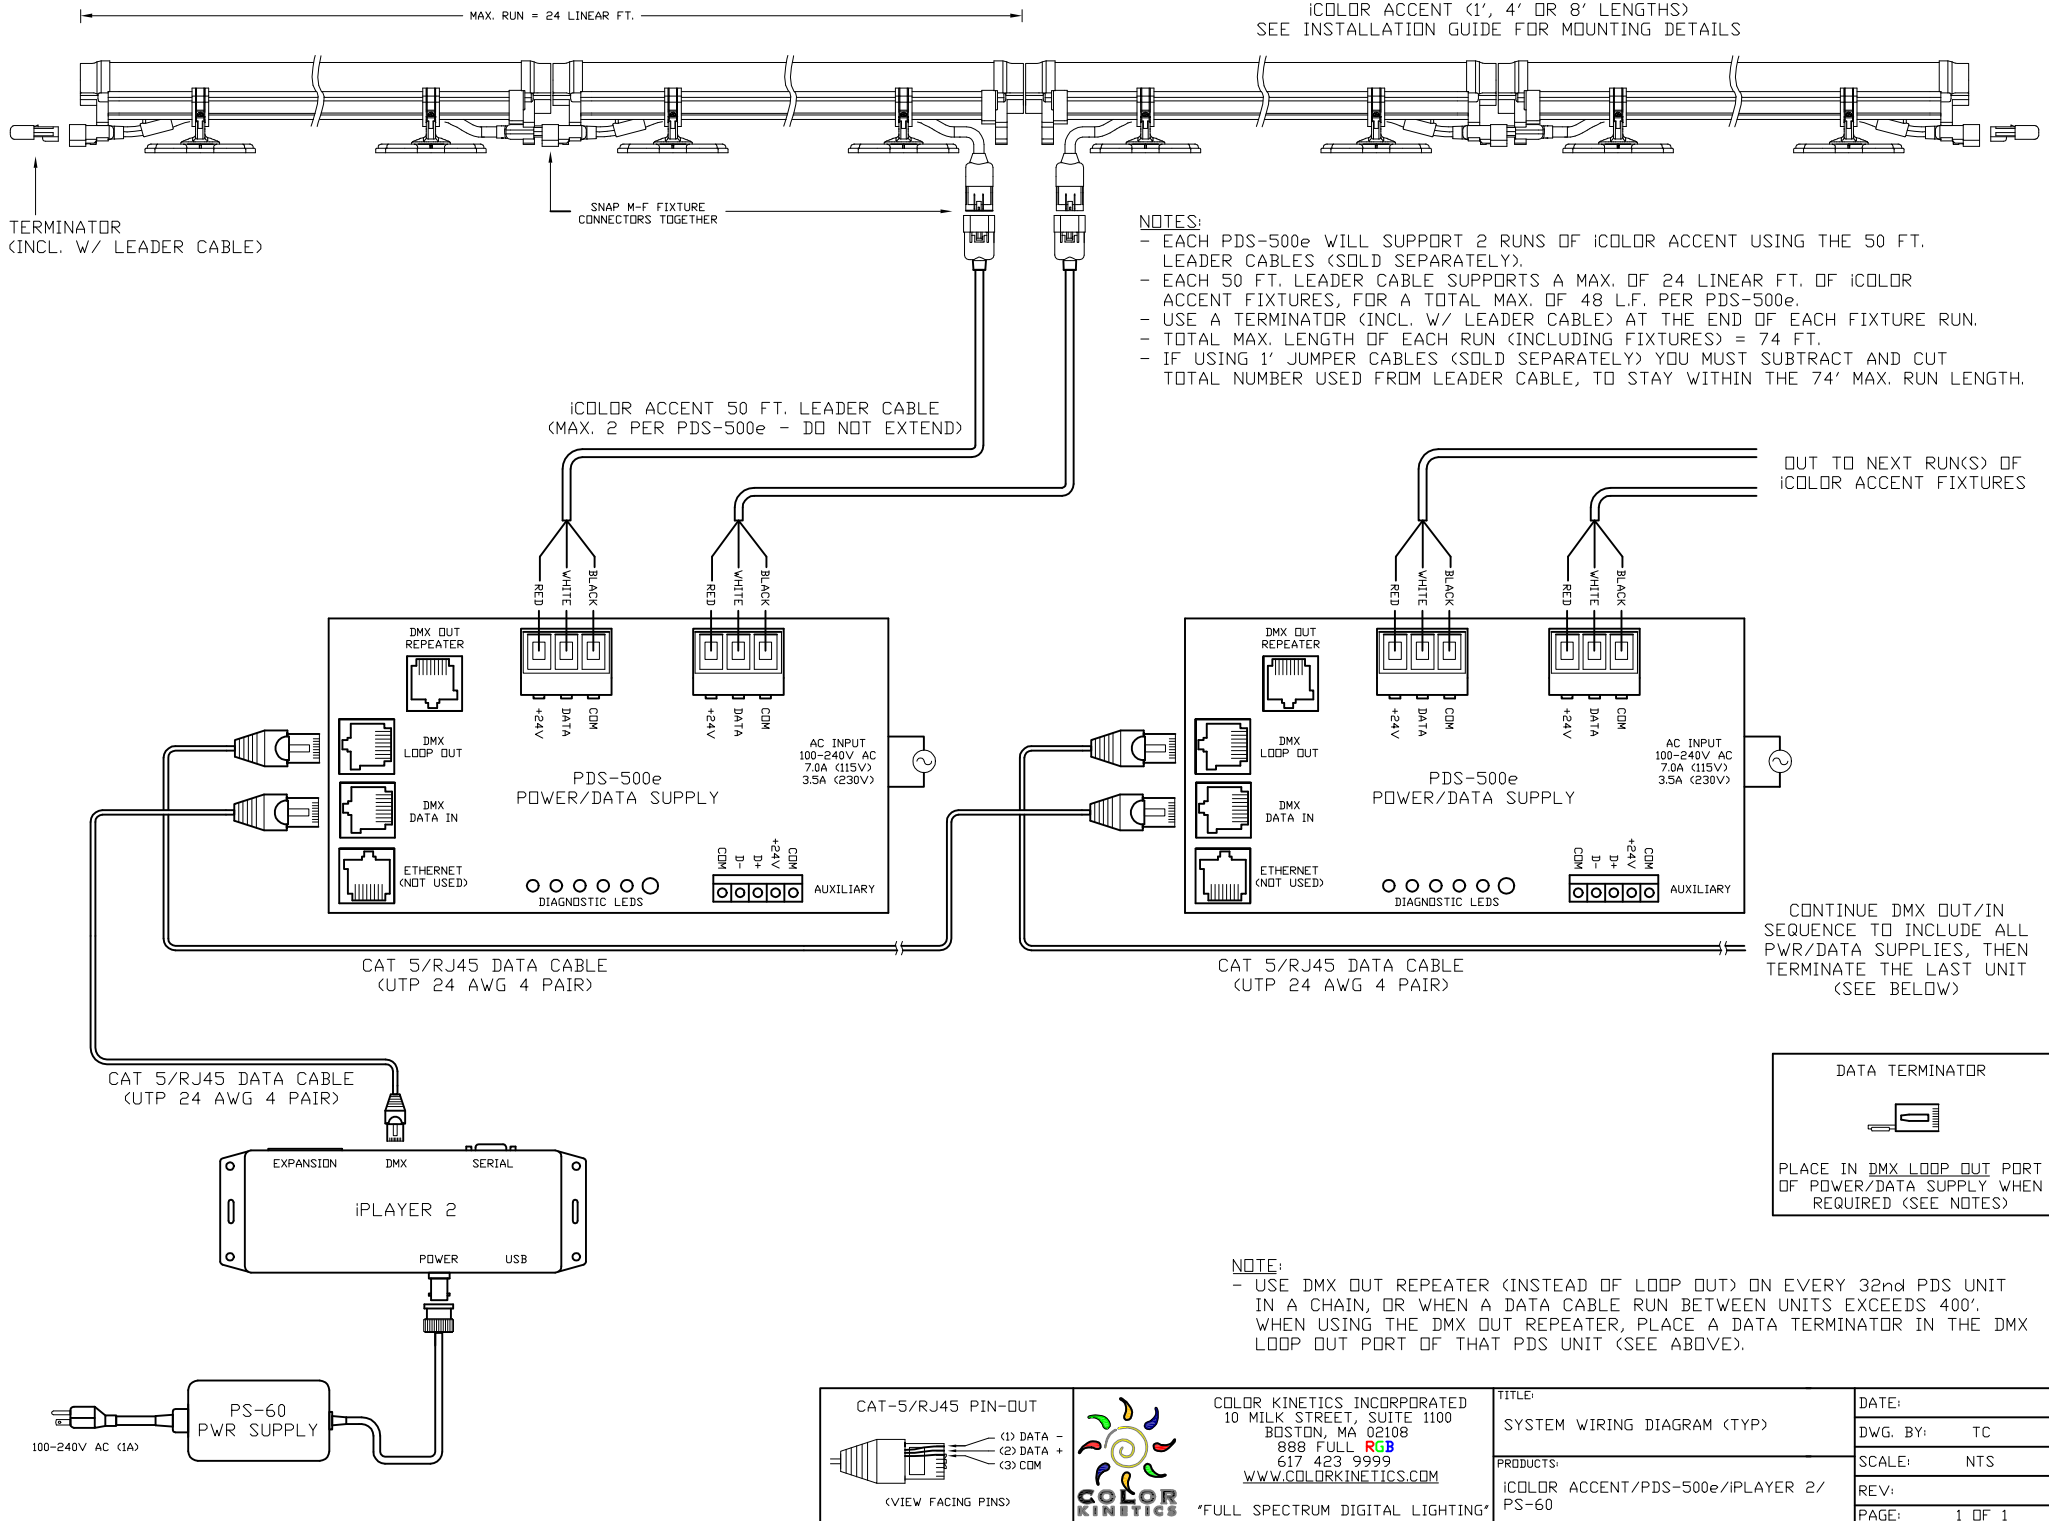 MAX. RUN = 24 LINEAR FT.
iCOLOR ACCENT (1', 4' OR 8' LENGTHS)
SEE INSTALLATION GUIDE FOR MOUNTING DETAILS
TERMINATOR
(INCL. W/ LEADER CABLE)
SNAP M-F FIXTURE
CONNECTORS TOGETHER
NOTES:
- EACH PDS-500e WILL SUPPORT 2 RUNS OF iCOLOR ACCENT USING THE 50 FT.
LEADER CABLES (SOLD SEPARATELY).
- EACH 50 FT. LEADER CABLE SUPPORTS A MAX. OF 24 LINEAR FT. OF iCOLOR
ACCENT FIXTURES, FOR A TOTAL MAX. OF 48 L.F. PER PDS-500e.
- USE A TERMINATOR (INCL. W/ LEADER CABLE) AT THE END OF EACH FIXTURE RUN.
- TOTAL MAX. LENGTH OF EACH RUN (INCLUDING FIXTURES) = 74 FT.
- IF USING 1' JUMPER CABLES (SOLD SEPARATELY) YOU MUST SUBTRACT AND CUT
TOTAL NUMBER USED FROM LEADER CABLE, TO STAY WITHIN THE 74' MAX. RUN LENGTH.
iCOLOR ACCENT 50 FT. LEADER CABLE
(MAX. 2 PER PDS-500e - DO NOT EXTEND)
OUT TO NEXT RUN(S) OF
iCOLOR ACCENT FIXTURES
RED
WHITE
BLACK
RED
WHITE
BLACK
RED
WHITE
BLACK
RED
WHITE
BLACK
DMX OUT
REPEATER
+24V
DATA
COM
+24V
DATA
COM
DMX
LOOP OUT
AC INPUT
100-240V AC
7.0A (115V)
3.5A (230V)
PDS-500e
POWER/DATA SUPPLY
DMX
DATA IN
ETHERNET
(NOT USED)
DIAGNOSTIC LEDS
COM
D-
D+
+24V
COM
AUXILIARY
DMX OUT
REPEATER
+24V
DATA
COM
+24V
DATA
COM
DMX
LOOP OUT
AC INPUT
100-240V AC
7.0A (115V)
3.5A (230V)
PDS-500e
POWER/DATA SUPPLY
DMX
DATA IN
ETHERNET
(NOT USED)
DIAGNOSTIC LEDS
COM
D-
D+
+24V
COM
AUXILIARY
CAT 5/RJ45 DATA CABLE
(UTP 24 AWG 4 PAIR)
CAT 5/RJ45 DATA CABLE
(UTP 24 AWG 4 PAIR)
CONTINUE DMX OUT/IN
SEQUENCE TO INCLUDE ALL
PWR/DATA SUPPLIES, THEN
TERMINATE THE LAST UNIT
(SEE BELOW)
CAT 5/RJ45 DATA CABLE
(UTP 24 AWG 4 PAIR)
DATA TERMINATOR
PLACE IN DMX LOOP OUT PORT
OF POWER/DATA SUPPLY WHEN
REQUIRED (SEE NOTES)
EXPANSION
DMX
SERIAL
iPLAYER 2
POWER
USB
NOTE:
- USE DMX OUT REPEATER (INSTEAD OF LOOP OUT) ON EVERY 32nd PDS UNIT
IN A CHAIN, OR WHEN A DATA CABLE RUN BETWEEN UNITS EXCEEDS 400'.
WHEN USING THE DMX OUT REPEATER, PLACE A DATA TERMINATOR IN THE DMX
LOOP OUT PORT OF THAT PDS UNIT (SEE ABOVE).
PS-60
PWR SUPPLY
100-240V AC (1A)
CAT-5/RJ45 PIN-OUT
(1) DATA -
(2) DATA +
(3) COM
(VIEW FACING PINS)
COLOR
KINETICS
COLOR KINETICS INCORPORATED
10 MILK STREET, SUITE 1100
BOSTON, MA 02108
888 FULL RGB
617 423 9999
WWW.COLORKINETICS.COM
"FULL SPECTRUM DIGITAL LIGHTING"
TITLE:
SYSTEM WIRING DIAGRAM (TYP)
PRODUCTS:
iCOLOR ACCENT/PDS-500e/iPLAYER 2/
PS-60
DATE:
DWG. BY: TC
SCALE: NTS
REV:
PAGE: 1 OF 1